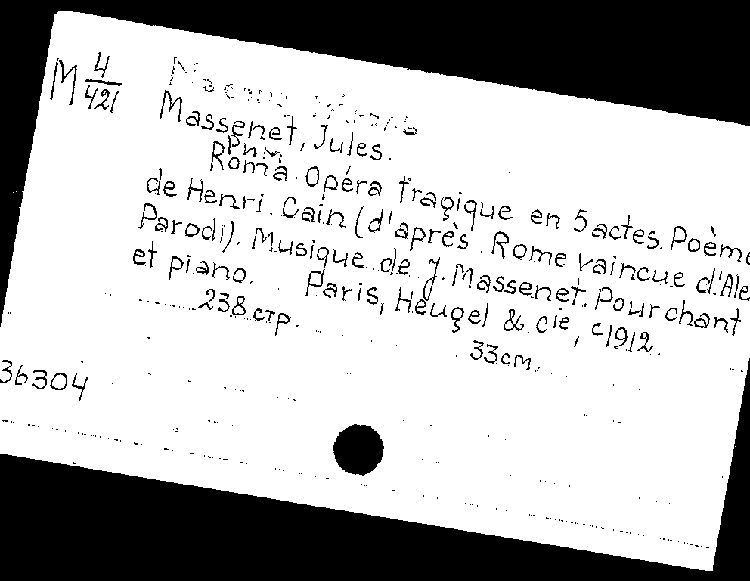 М 4/421
Massenet, Jules.
Рим
Roma. Opéra tragique en 5 actes. Poème
de Henri Cain (d'après Rome vaincue d'Ale
Parodi). Musique de J. Massenet. Pour chant
et piano. Paris, Heugel & cie, c1912.
238 стр. 33 см.
36304